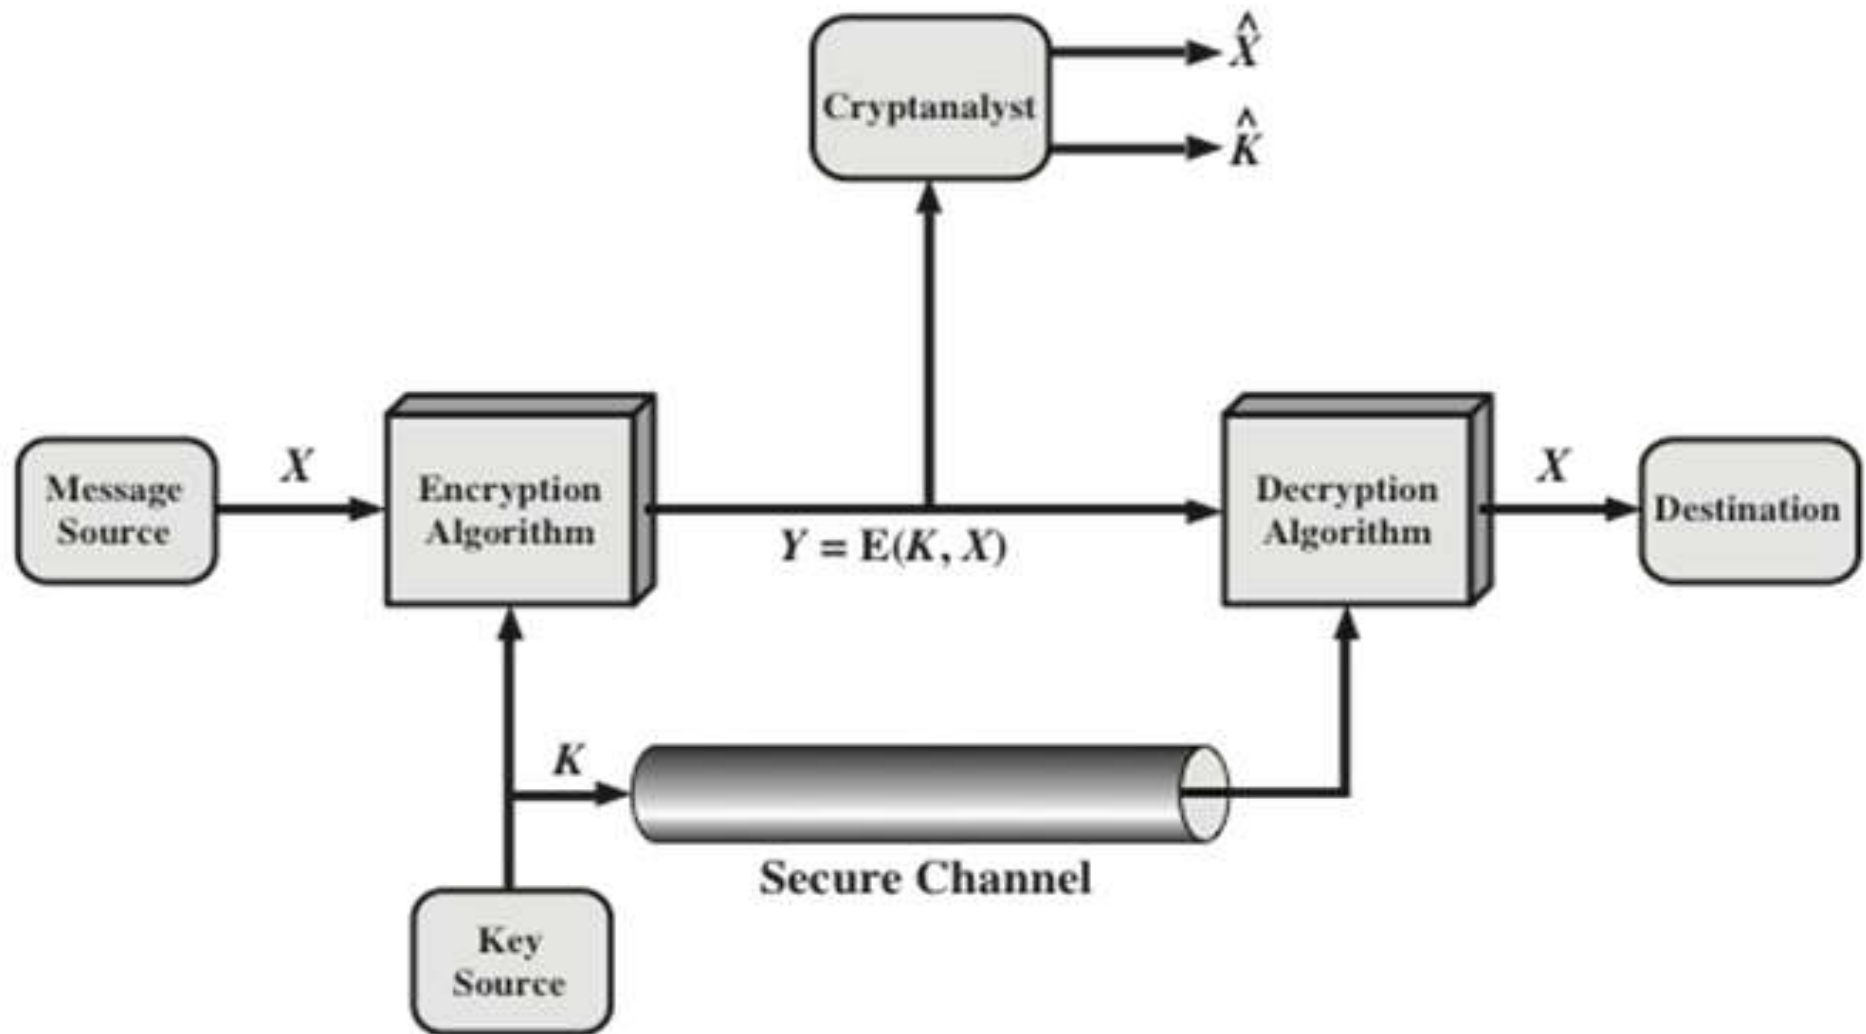 X̂
Cryptanalyst
K̂
Message
Source
X
Encryption
Algorithm
Y = E(K, X)
Decryption
Algorithm
X
Destination
K
Secure Channel
Key
Source